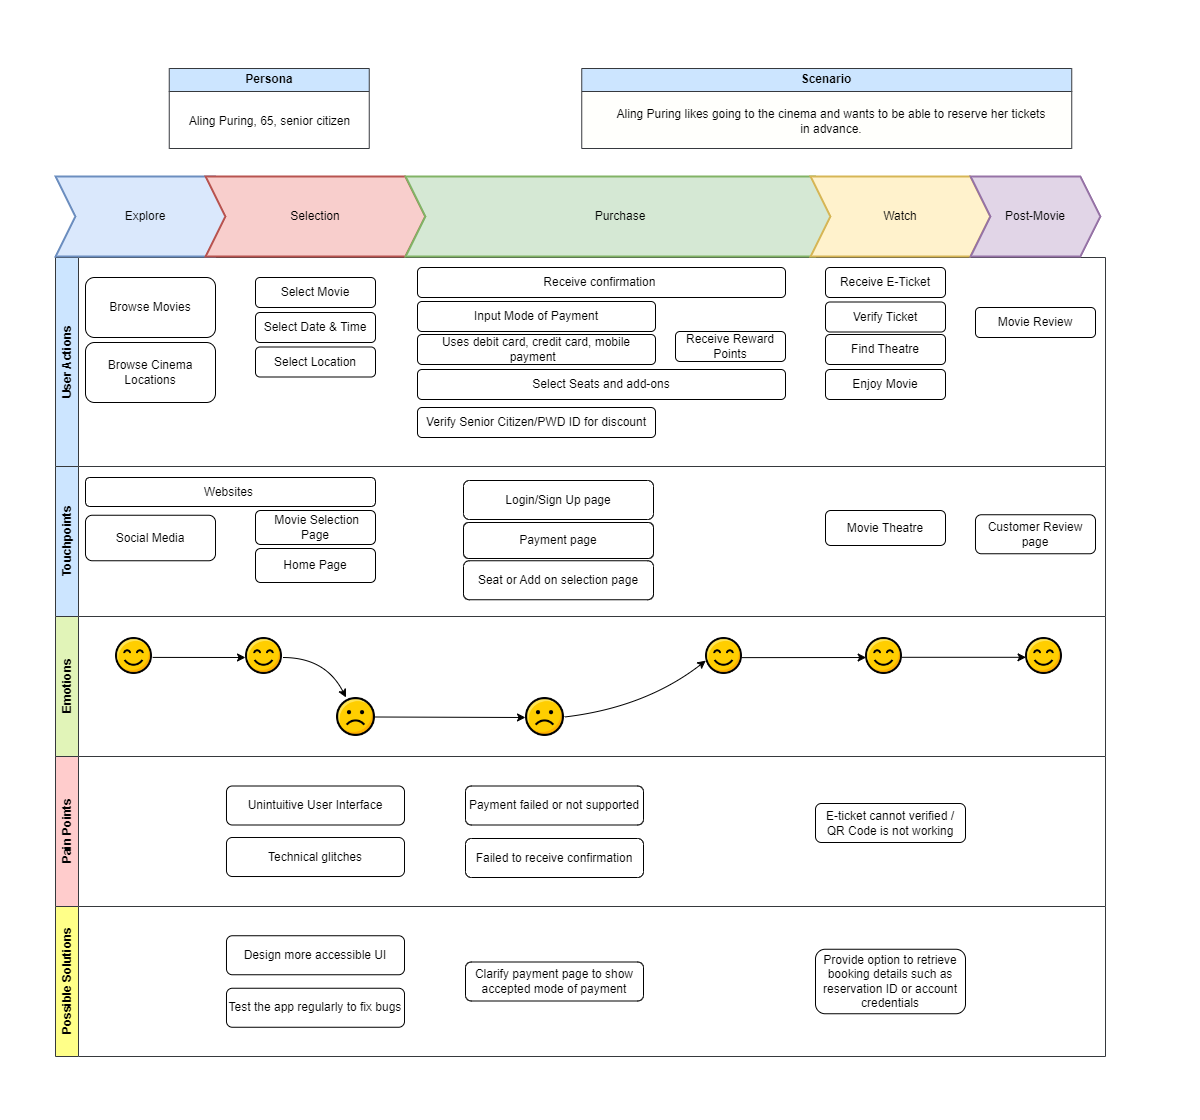 Persona
Aling Puring, 65, senior citizen
Scenario
Aling Puring likes going to the cinema and wants to be able to reserve her tickets
in advance.
Explore
Selection
Purchase
Watch
Post-Movie
User Actions
Browse Movies
Browse Cinema
Locations
Select Movie
Select Date & Time
Select Location
Receive confirmation
Input Mode of Payment
Uses debit card, credit card, mobile
payment
Receive Reward
Points
Select Seats and add-ons
Verify Senior Citizen/PWD ID for discount
Receive E-Ticket
Verify Ticket
Find Theatre
Enjoy Movie
Movie Review
Touchpoints
Websites
Social Media
Movie Selection
Page
Home Page
Login/Sign Up page
Payment page
Seat or Add on selection page
Movie Theatre
Customer Review
page
Emotions
Pain Points
Unintuitive User Interface
Technical glitches
Payment failed or not supported
Failed to receive confirmation
E-ticket cannot verified /
QR Code is not working
Possible Solutions
Design more accessible UI
Test the app regularly to fix bugs
Clarify payment page to show
accepted mode of payment
Provide option to retrieve
booking details such as
reservation ID or account
credentials